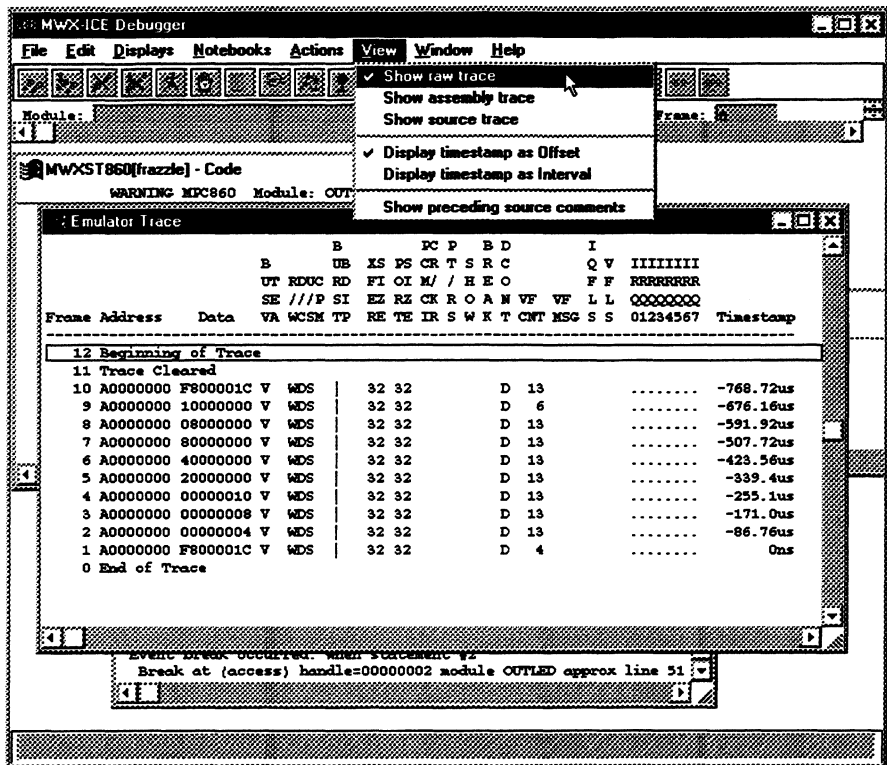 MWX-ICE Debugger
File Edit Displays Notebooks Actions View Window Help
✓ Show raw trace
Show assembly trace
Show source trace
Module: Frame: 0
✓ Display timestamp as Offset
Display timestamp as Interval
Show preceding source comments
MWXST860[frazzle] - Code
WARNING MPC860 Module: OUT
Emulator Trace
B PC P B D I
B UB XS PS CR T S R C Q V IIIIIIII
UT RDUC RD FI OI M/ / H E O F F RRRRRRRR
SE ///P SI EZ RZ CK R O A N VF VF L L QQQQQQQQ
Frame Address Data VA WCSM TP RE TE IR S W K T CNT MSG S S 01234567 Timestamp
12 Beginning of Trace
11 Trace Cleared
10 A0000000 F800001C V WDS | 32 32 D 13 ........ -768.72us
9 A0000000 10000000 V WDS | 32 32 D 6 ........ -676.16us
8 A0000000 08000000 V WDS | 32 32 D 13 ........ -591.92us
7 A0000000 80000000 V WDS | 32 32 D 13 ........ -507.72us
6 A0000000 40000000 V WDS | 32 32 D 13 ........ -423.56us
5 A0000000 20000000 V WDS | 32 32 D 13 ........ -339.4us
4 A0000000 00000010 V WDS | 32 32 D 13 ........ -255.1us
3 A0000000 00000008 V WDS | 32 32 D 13 ........ -171.0us
2 A0000000 00000004 V WDS | 32 32 D 13 ........ -86.76us
1 A0000000 F800001C V WDS | 32 32 D 4 ........ 0ns
0 End of Trace
Event break occurred. when statement #2
Break at (access) handle=00000002 module OUTLED approx line 51